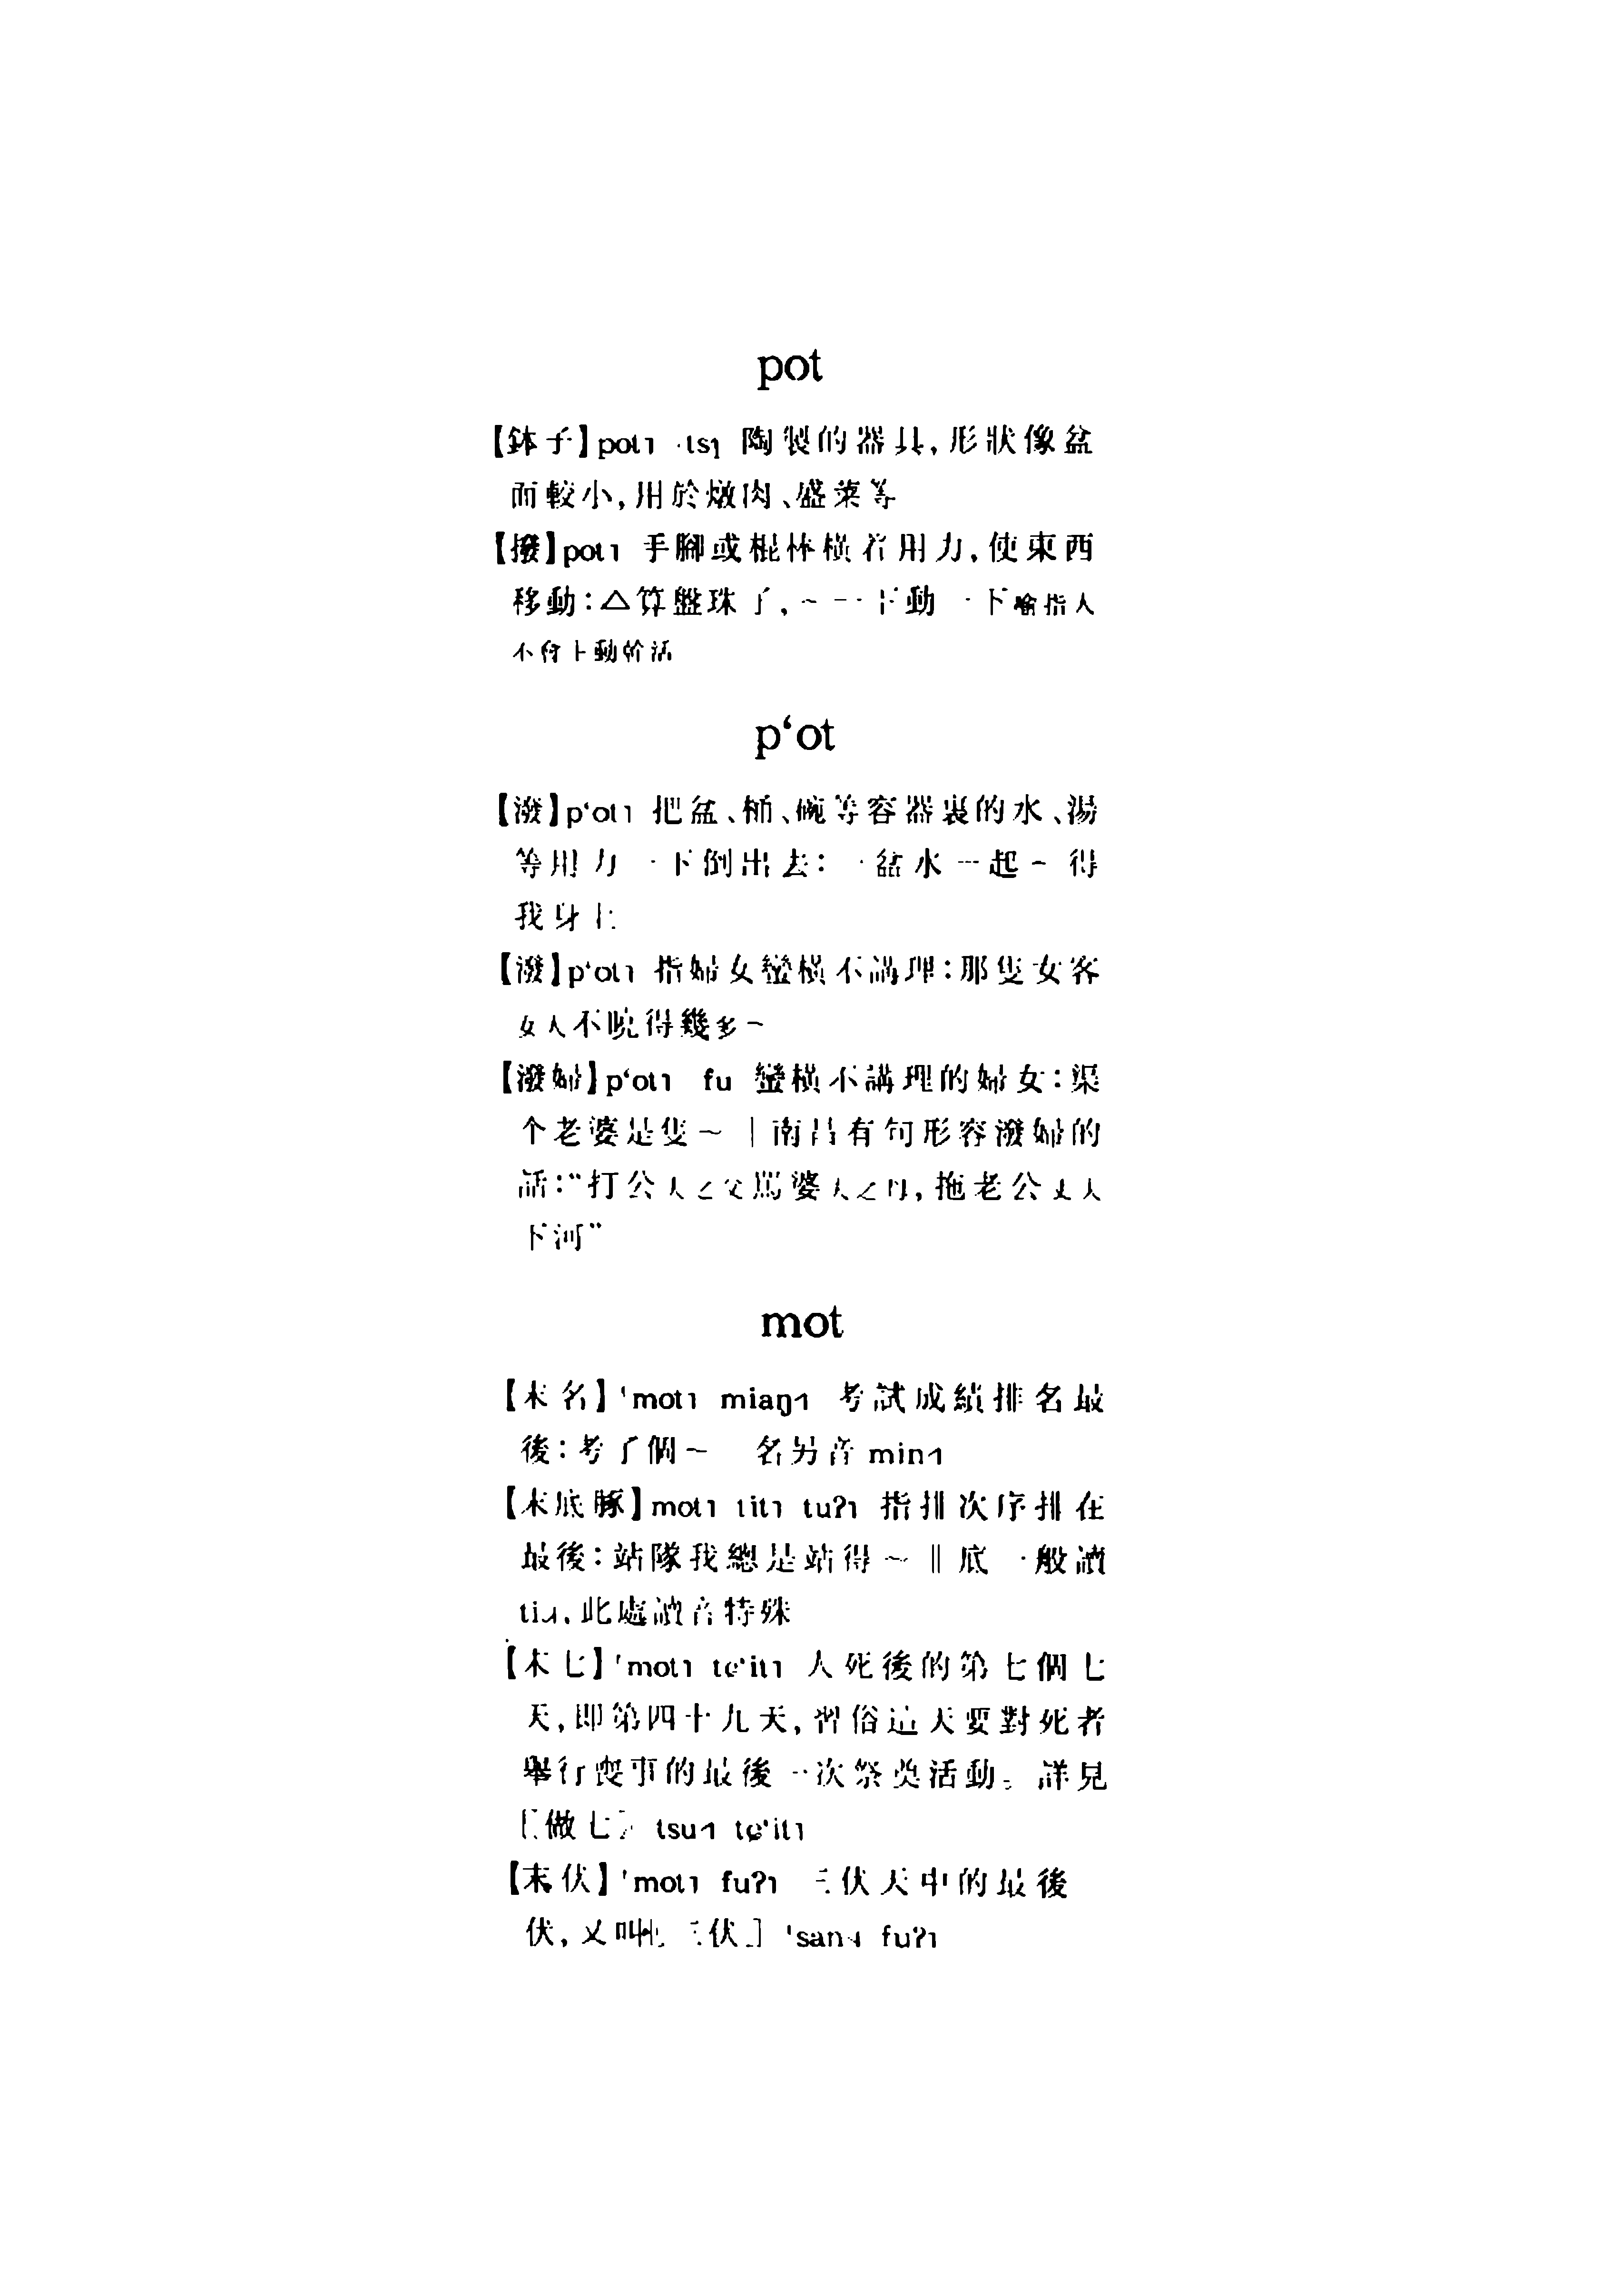 pot
【鉢子】pot˥ ·tsɿ 陶製的器具,形狀像盆
而較小,用於燉肉、盛菜等
【撥】pot˥ 手腳或棍棒橫着用力,使東西
移動:△算盤珠子,~一下動一下喻指人
不會主動幹活
p‘ot
【潑】p‘ot˥ 把盆、桶、碗等容器裏的水、湯
等用力一下倒出去:一盆水一起~得
我身上
【潑】p‘ot˥ 指婦女蠻橫不講理:那隻女客
女人不曉得幾多~
【潑婦】p‘ot˥ fu 蠻橫不講理的婦女:渠
个老婆是隻~｜南昌有句形容潑婦的
話:“打公夫之父罵婆夫之母,拖老公丈夫
下河”
mot
【末名】ˈmot˥ miaŋ˧ 考試成績排名最
後:考了個~ 名另音 min˧
【末底豚】mot˥ tit˥ tuʔ˥ 指排次序排在
最後:站隊我總是站得~‖底一般讀
ti˩,此處讀音特殊
【末七】ˈmot˥ tɕ‘it˥ 人死後的第七個七
天,即第四十九天,習俗這天要對死者
舉行喪事的最後一次祭奠活動。詳見
【做七】tsu˧ tɕ‘it˥
【末伏】ˈmot˥ fuʔ˥ 三伏天中的最後
伏,又叫[三伏] ˈsan˧ fuʔ˥